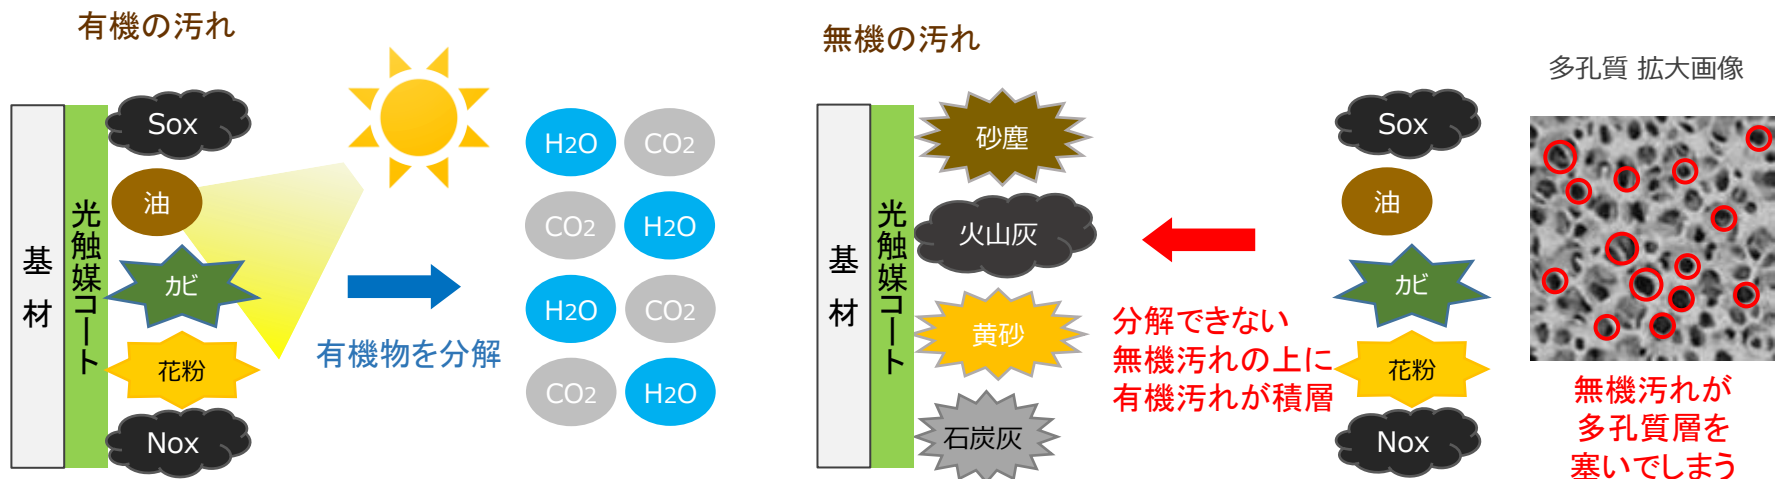 有機の汚れ
基材
光触媒コート
Sox
油
カビ
花粉
Nox
有機物を分解
H2O CO2
CO2 H2O
H2O CO2
CO2 H2O
無機の汚れ
基材
光触媒コート
砂塵
火山灰
黄砂
石炭灰
分解できない
無機汚れの上に
有機汚れが積層
Sox
油
カビ
花粉
Nox
多孔質 拡大画像
無機汚れが
多孔質層を
塞いでしまう